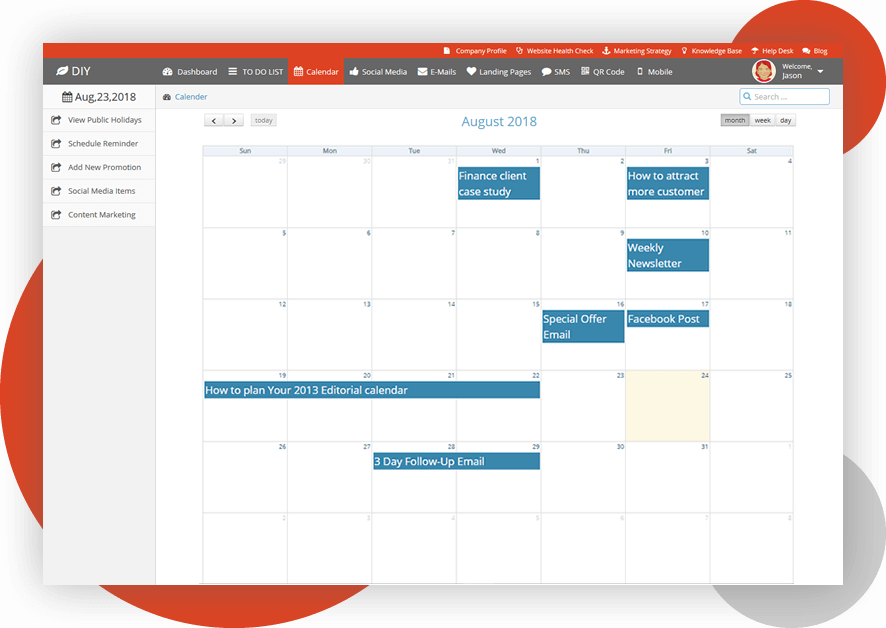 Company Profile Website Health Check Marketing Strategy Knowledge Base Help Desk Blog
DIY Dashboard TO DO LIST Calendar Social Media E-Mails Landing Pages SMS QR Code Mobile Welcome, Jason
Aug,23,2018 Calender Search ...
View Public Holidays
Schedule Reminder
Add New Promotion
Social Media Items
Content Marketing
today August 2018 month week day
Sun Mon Tue Wed Thu Fri Sat
29 30 31 1 2 3 4
Finance client
case study
How to attract
more customer
5 6 7 8 9 10 11
Weekly
Newsletter
12 13 14 15 16 17 18
Special Offer
Email
Facebook Post
19 20 21 22 23 24 25
How to plan Your 2013 Editorial calendar
26 27 28 29 30 31 1
3 Day Follow-Up Email
2 3 4 5 6 7 8